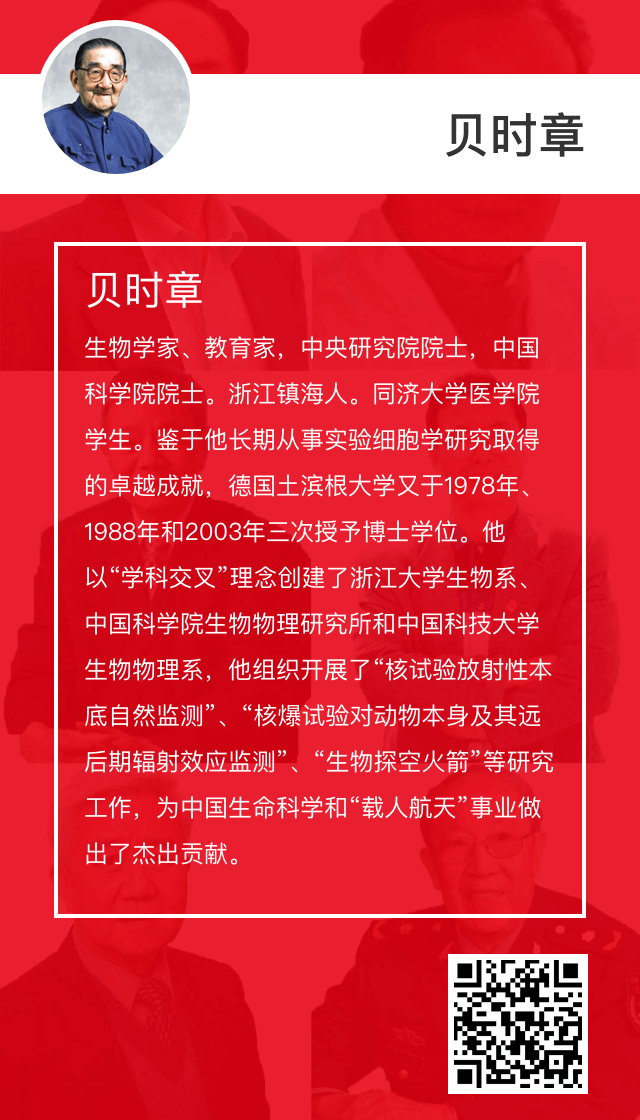 贝时章
贝时章
生物学家、教育家，中央研究院院士，中国
科学院院士。浙江镇海人。同济大学医学院
学生。鉴于他长期从事实验细胞学研究取得
的卓越成就，德国土滨根大学又于1978年、
1988年和2003年三次授予博士学位。他
以“学科交叉”理念创建了浙江大学生物系、
中国科学院生物物理研究所和中国科技大学
生物物理系，他组织开展了“核试验放射性本
底自然监测”、“核爆试验对动物本身及其远
后期辐射效应监测”、“生物探空火箭”等研究
工作，为中国生命科学和“载人航天”事业做
出了杰出贡献。